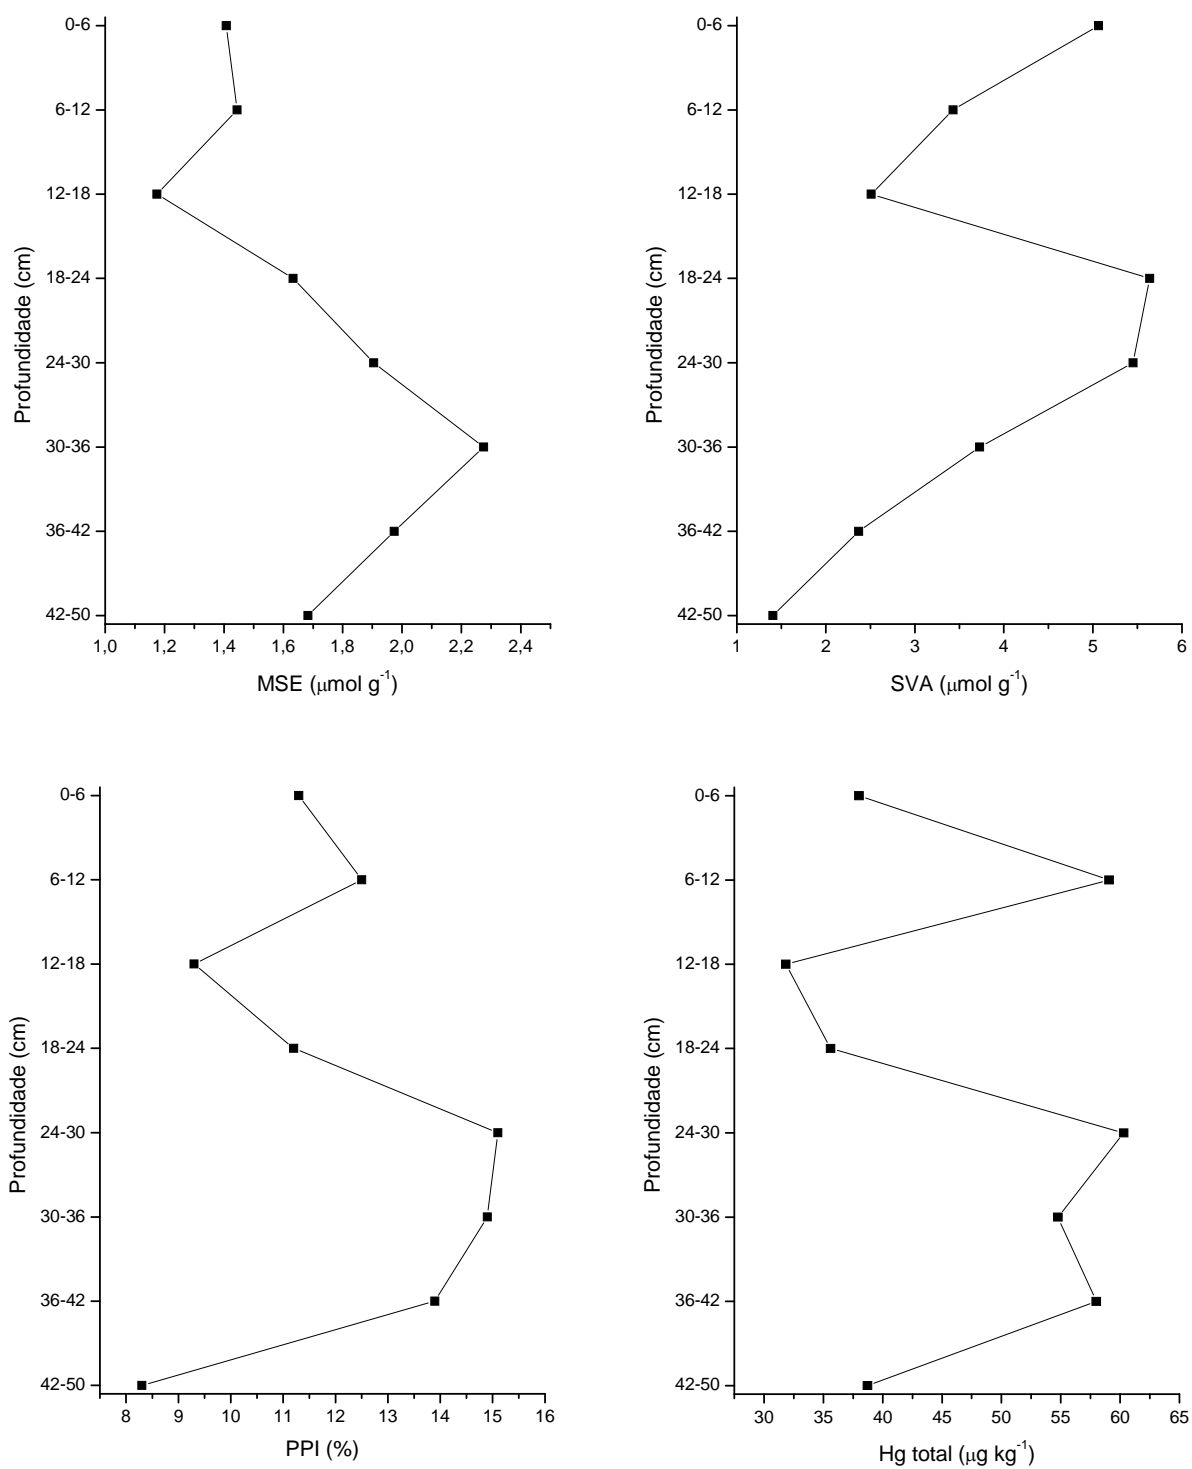 0-6
6-12
12-18
18-24
24-30
30-36
36-42
42-50
Profundidade (cm)
1,0 1,2 1,4 1,6 1,8 2,0 2,2 2,4
MSE (μmol g⁻¹)
0-6
6-12
12-18
18-24
24-30
30-36
36-42
42-50
Profundidade (cm)
1 2 3 4 5 6
SVA (μmol g⁻¹)
0-6
6-12
12-18
18-24
24-30
30-36
36-42
42-50
Profundidade (cm)
8 9 10 11 12 13 14 15 16
PPI (%)
0-6
6-12
12-18
18-24
24-30
30-36
36-42
42-50
Profundidade (cm)
30 35 40 45 50 55 60 65
Hg total (μg kg⁻¹)